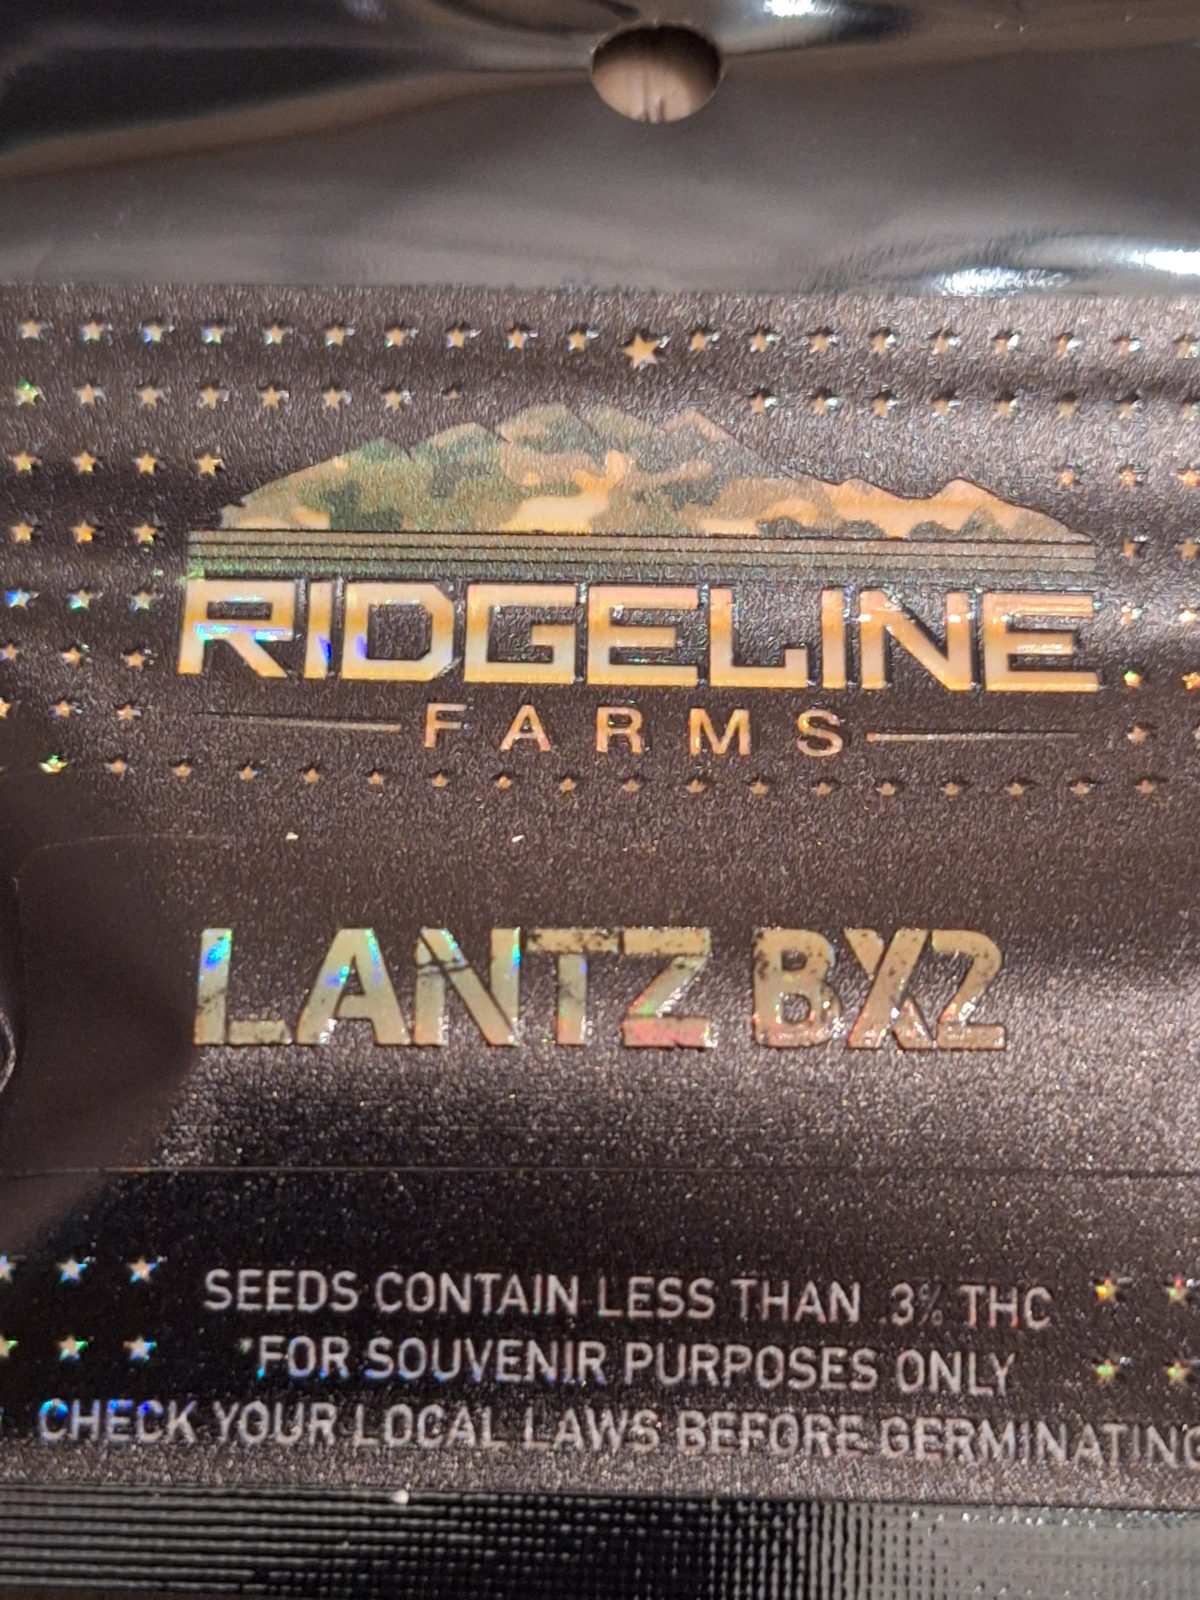 RIDGELINE
FARMS
LANTZ BX2
SEEDS CONTAIN LESS THAN .3% THC
*FOR SOUVENIR PURPOSES ONLY
CHECK YOUR LOCAL LAWS BEFORE GERMINATING